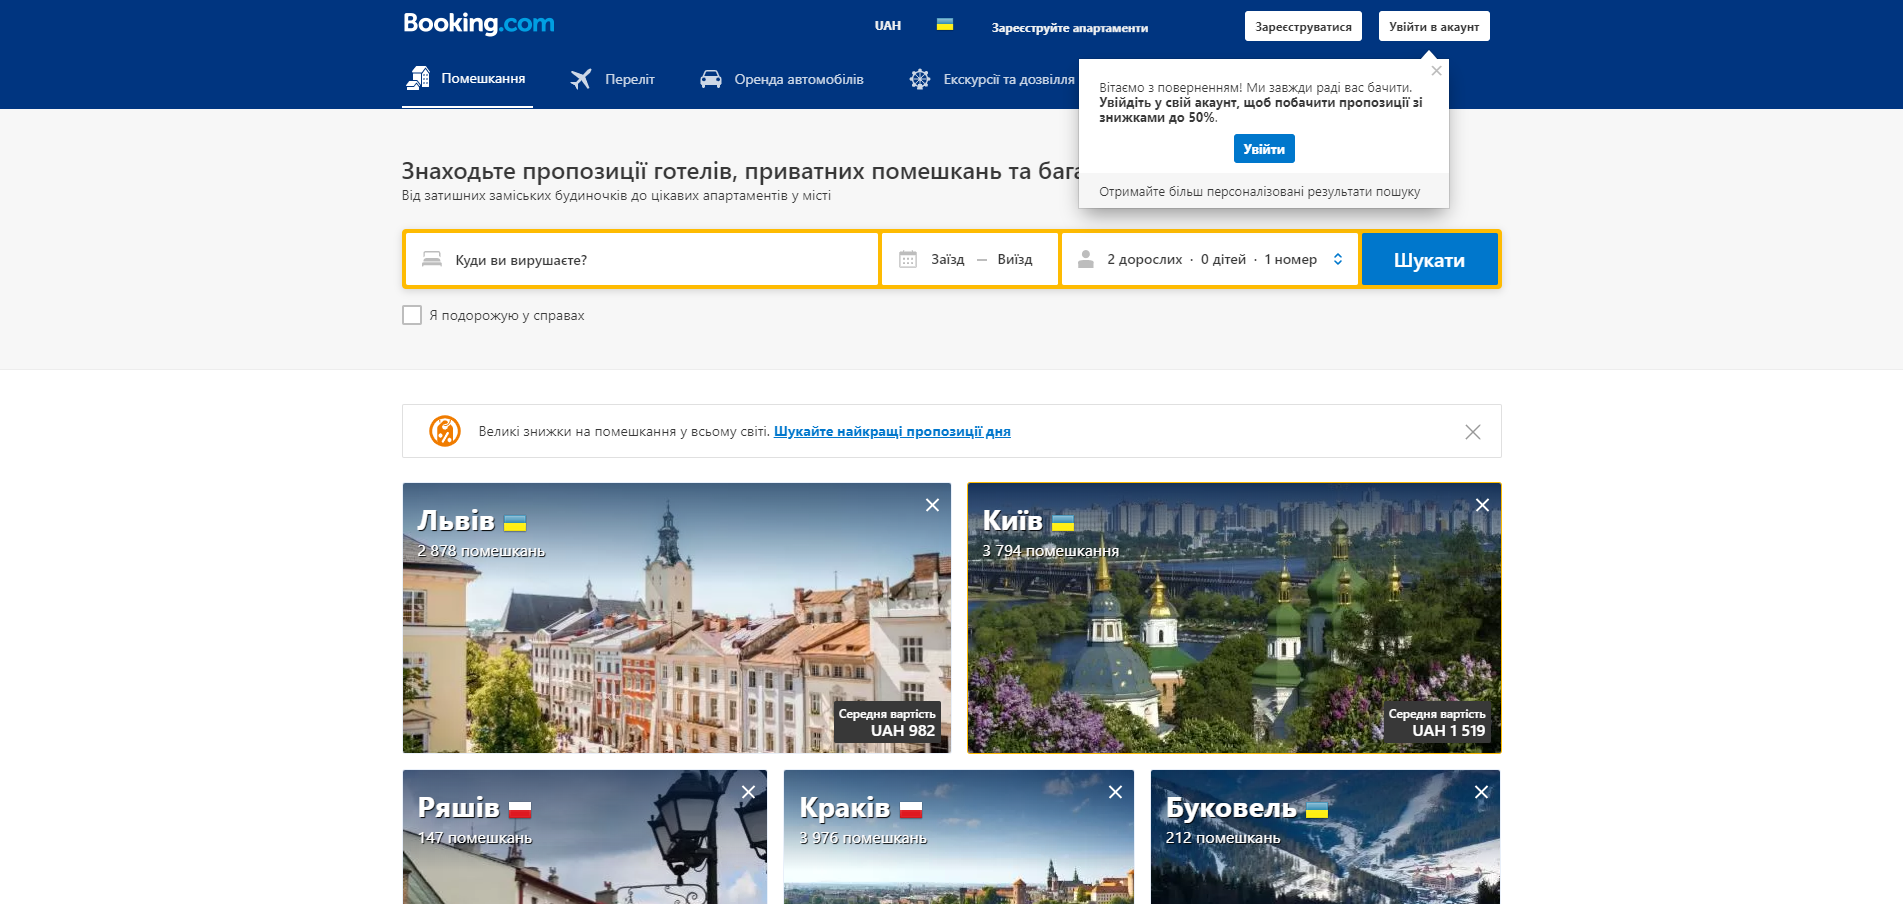 Booking.com
UAH
Зареєструйте апартаменти
Зареєструватися
Увійти в акаунт
Помешкання
Переліт
Оренда автомобілів
Екскурсії та дозвілля
Вітаємо з поверненням! Ми завжди раді вас бачити.
Увійдіть у свій акаунт, щоб побачити пропозиції зі
знижками до 50%.
Увійти
Отримайте більш персоналізовані результати пошуку
Знаходьте пропозиції готелів, приватних помешкань та
Від затишних заміських будиночків до цікавих апартаментів у місті
Куди ви вирушаєте?
Заїзд — Виїзд
2 дорослих · 0 дітей · 1 номер
Шукати
Я подорожую у справах
Великі знижки на помешкання у всьому світі. Шукайте найкращі пропозиції дня
Львів
2 878 помешкань
Середня вартість
UAH 982
Київ
3 794 помешкання
Середня вартість
UAH 1 519
Ряшів
147 помешкань
Краків
3 976 помешкань
Буковель
212 помешкань